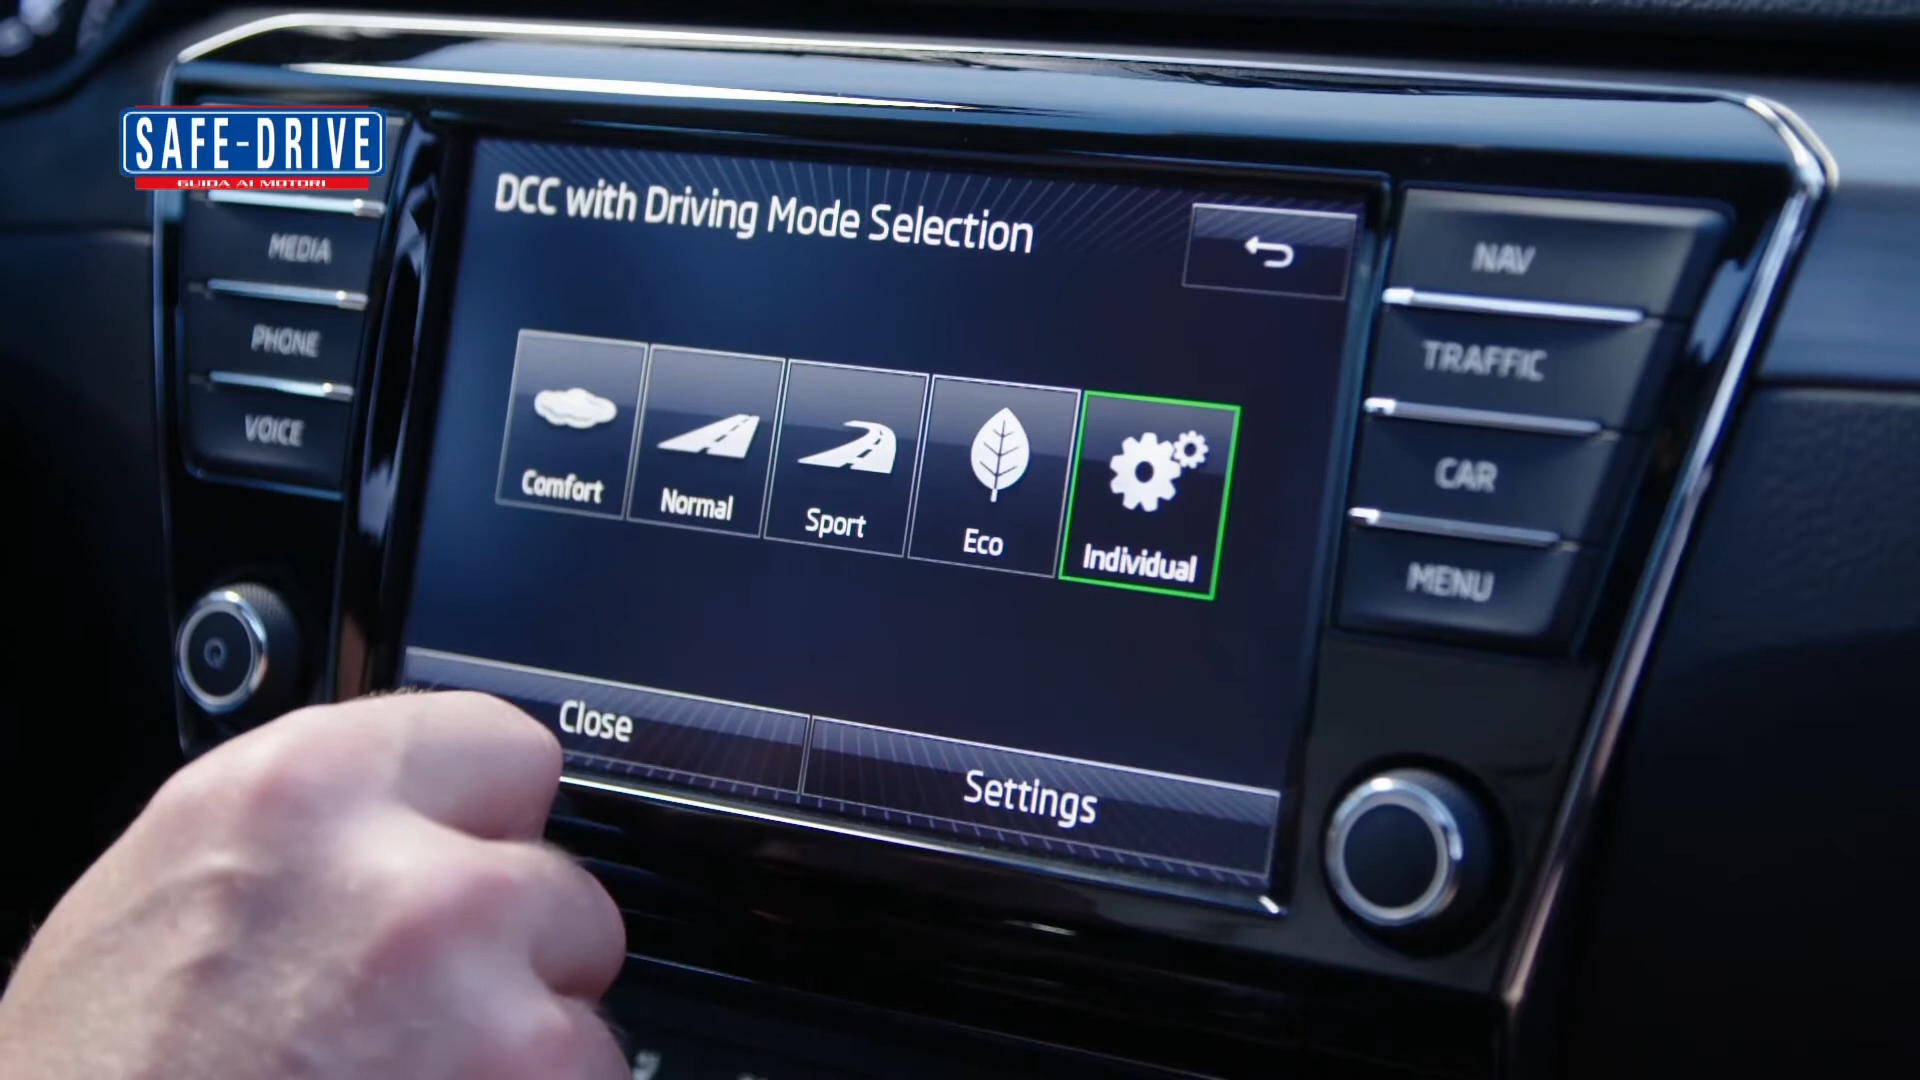 SAFE-DRIVE
GUIDA AI MOTORI
DCC with Driving Mode Selection
MEDIA
PHONE
VOICE
NAV
TRAFFIC
CAR
MENU
Comfort
Normal
Sport
Eco
Individual
Close
Settings